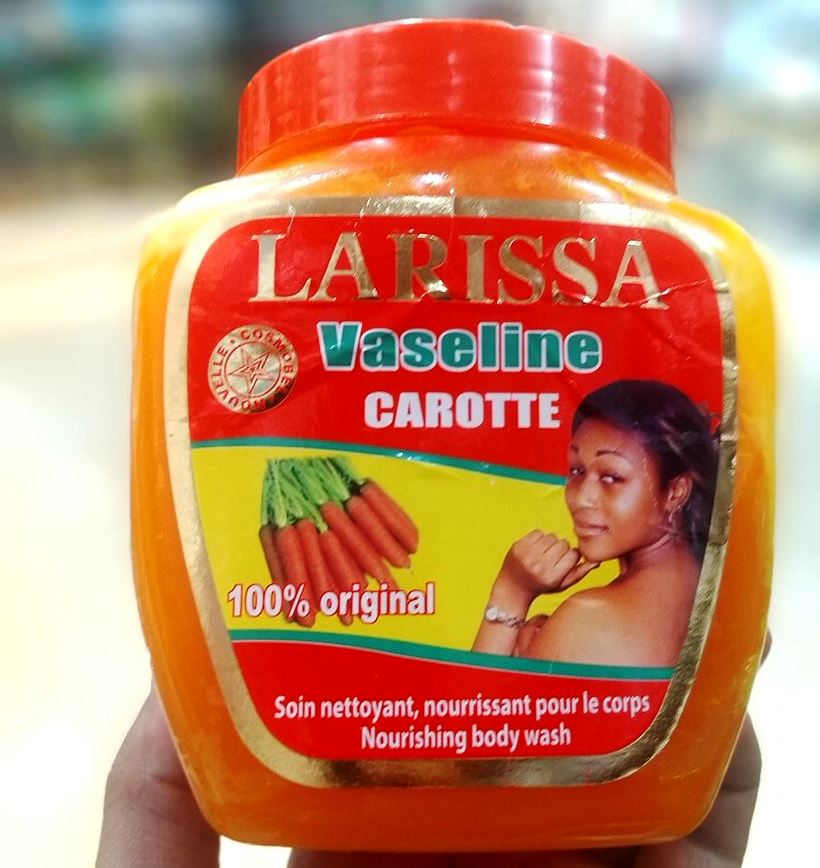 LARISSA
Vaseline
CAROTTE
100% original
Soin nettoyant, nourrissant pour le corps
Nourishing body wash